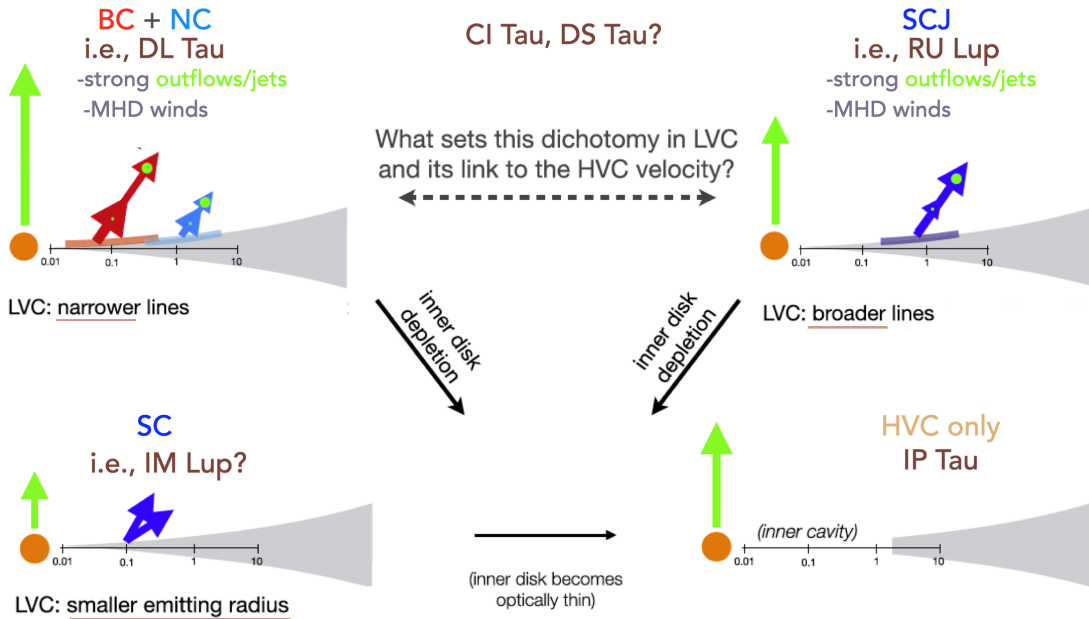 BC + NC
i.e., DL Tau
-strong outflows/jets
-MHD winds
CI Tau, DS Tau?
SCJ
i.e., RU Lup
-strong outflows/jets
-MHD winds
What sets this dichotomy in LVC
and its link to the HVC velocity?
0.01 0.1 1 10
0.01 0.1 1 10
LVC: narrower lines
LVC: broader lines
inner disk
depletion
inner disk
depletion
SC
i.e., IM Lup?
HVC only
IP Tau
(inner cavity)
0.01 0.1 1 10
0.01 0.1 1 10
(inner disk becomes
optically thin)
LVC: smaller emitting radius